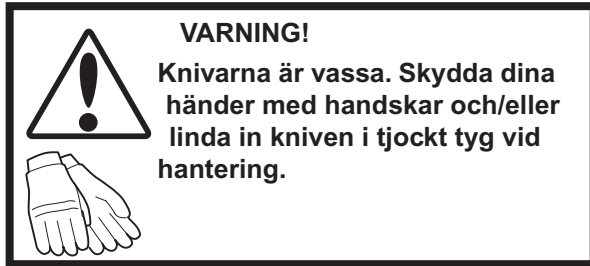 VARNING!
Knivarna är vassa. Skydda dina
händer med handskar och/eller
linda in kniven i tjockt tyg vid
hantering.